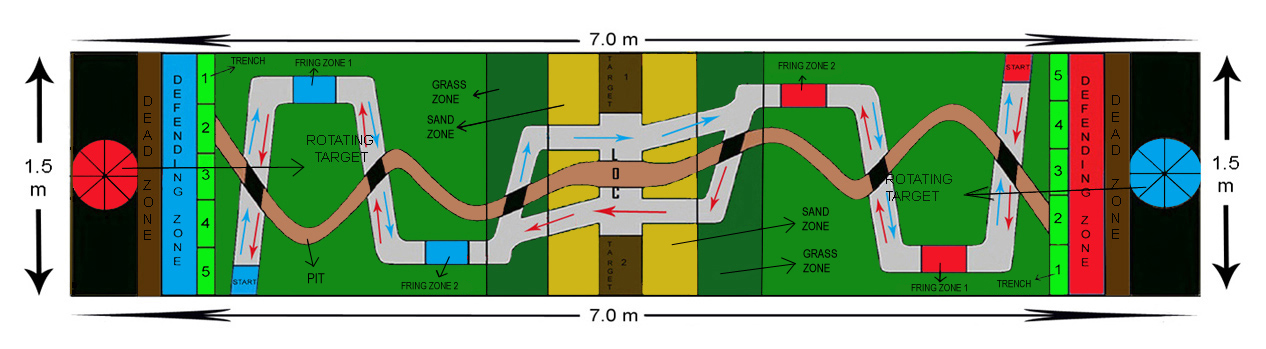 7.0 m
1.5
m
DEAD ZONE
DEFENDING ZONE
1
2
3
4
5
TRENCH
FRING ZONE 1
START
ROTATING
TARGET
PIT
FRING ZONE 2
GRASS
ZONE
SAND
ZONE
TARGET 1
LOC
TARGET 2
FRING ZONE 2
SAND
ZONE
GRASS
ZONE
ROTATING
TARGET
START
FRING ZONE 1
TRENCH
5
4
3
2
1
DEFENDING ZONE
DEAD ZONE
1.5
m
7.0 m